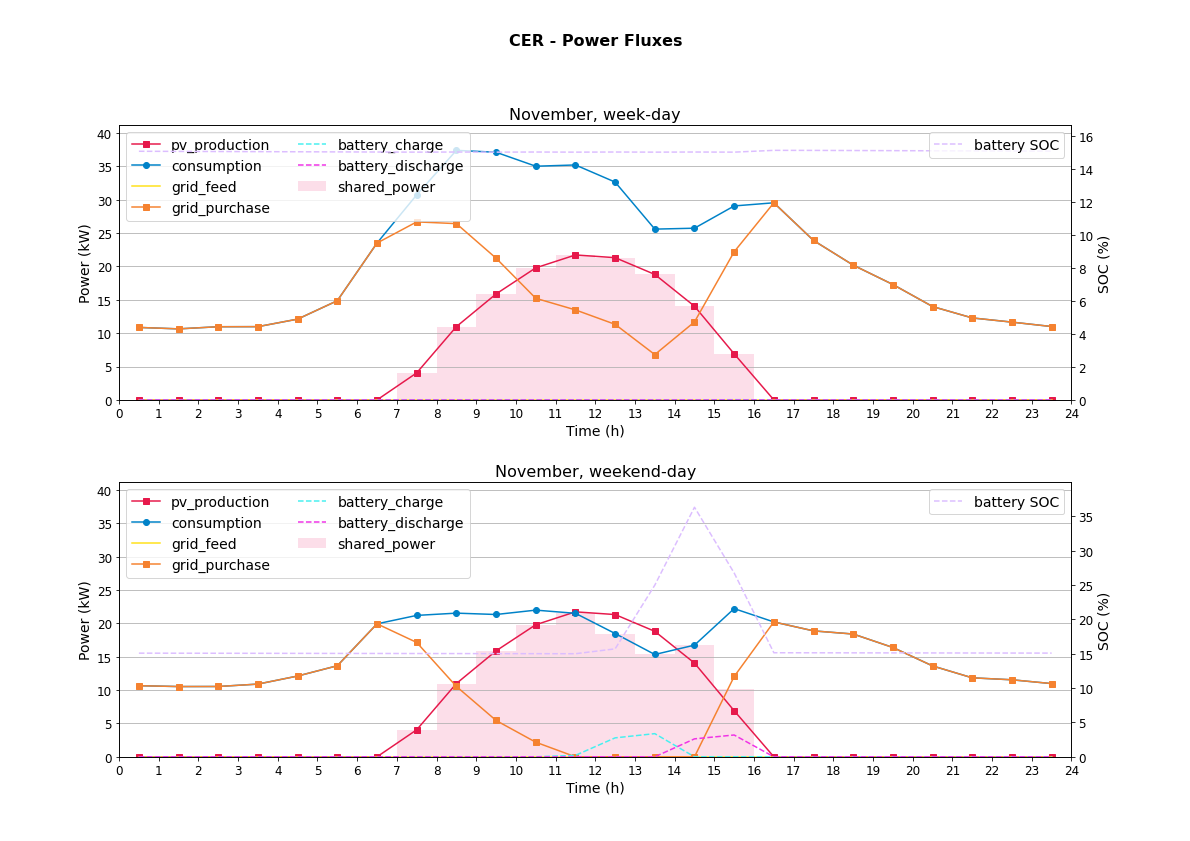 CER - Power Fluxes
November, week-day
pv_production
consumption
grid_feed
grid_purchase
battery_charge
battery_discharge
shared_power
battery SOC
Power (kW)
40
35
30
25
20
15
10
5
0
SOC (%)
16
14
12
10
8
6
4
2
0
0 1 2 3 4 5 6 7 8 9 10 11 12 13 14 15 16 17 18 19 20 21 22 23 24
Time (h)
November, weekend-day
pv_production
consumption
grid_feed
grid_purchase
battery_charge
battery_discharge
shared_power
battery SOC
Power (kW)
40
35
30
25
20
15
10
5
0
SOC (%)
35
30
25
20
15
10
5
0
0 1 2 3 4 5 6 7 8 9 10 11 12 13 14 15 16 17 18 19 20 21 22 23 24
Time (h)